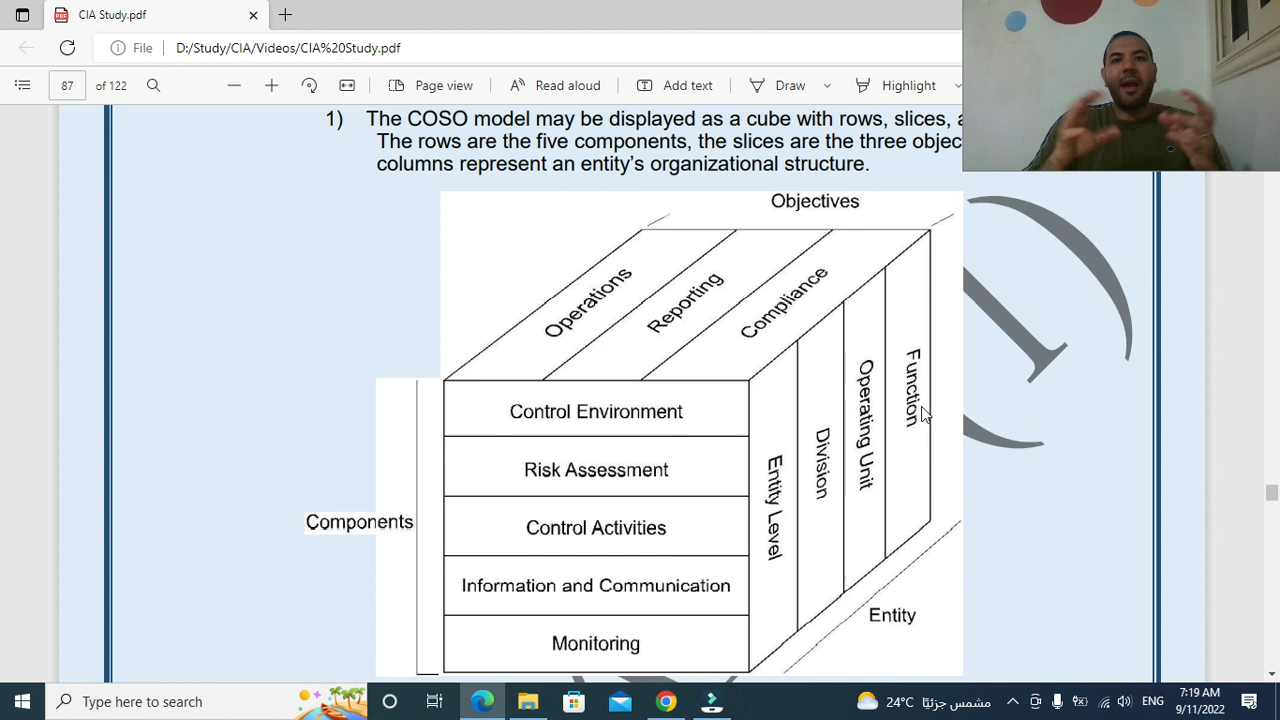 CIA Study.pdf
File
D:/Study/CIA/Videos/CIA%20Study.pdf
87
of 122
Page view
Read aloud
Add text
Draw
Highlight
1) The COSO model may be displayed as a cube with rows, slices,
The rows are the five components, the slices are the three objec
columns represent an entity's organizational structure.
Objectives
Operations
Reporting
Compliance
Components
Control Environment
Risk Assessment
Control Activities
Information and Communication
Monitoring
Entity Level
Division
Operating Unit
Function
Entity
Type here to search
24°C
مشمس جزئيًا
ENG
7:19 AM
9/11/2022